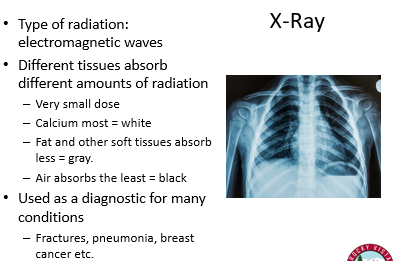 X-Ray
• Type of radiation:
electromagnetic waves
• Different tissues absorb
different amounts of radiation
– Very small dose
– Calcium most = white
– Fat and other soft tissues absorb
less = gray.
– Air absorbs the least = black
• Used as a diagnostic for many
conditions
– Fractures, pneumonia, breast
cancer etc.